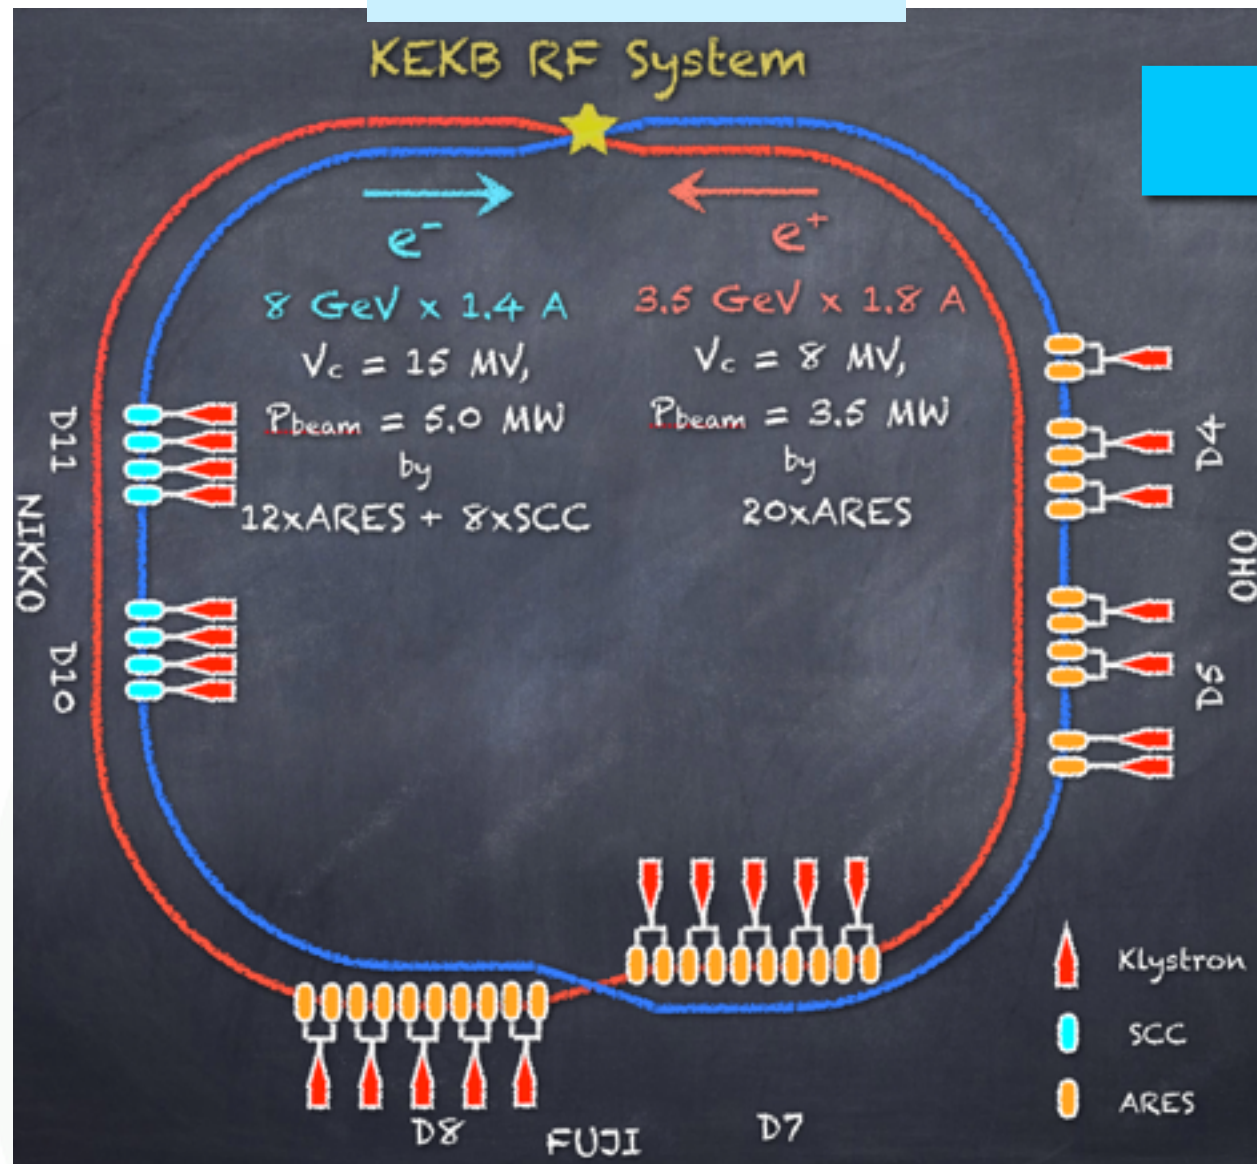 KEKB RF System
e⁻
8 GeV x 1.4 A
Vc = 15 MV,
Pbeam = 5.0 MW
by
12xARES + 8xSCC
e⁺
3.5 GeV x 1.8 A
Vc = 8 MV,
Pbeam = 3.5 MW
by
20xARES
D11
NIKKO
D10
D4
OHO
D5
D8
FUJI
D7
Klystron
SCC
ARES